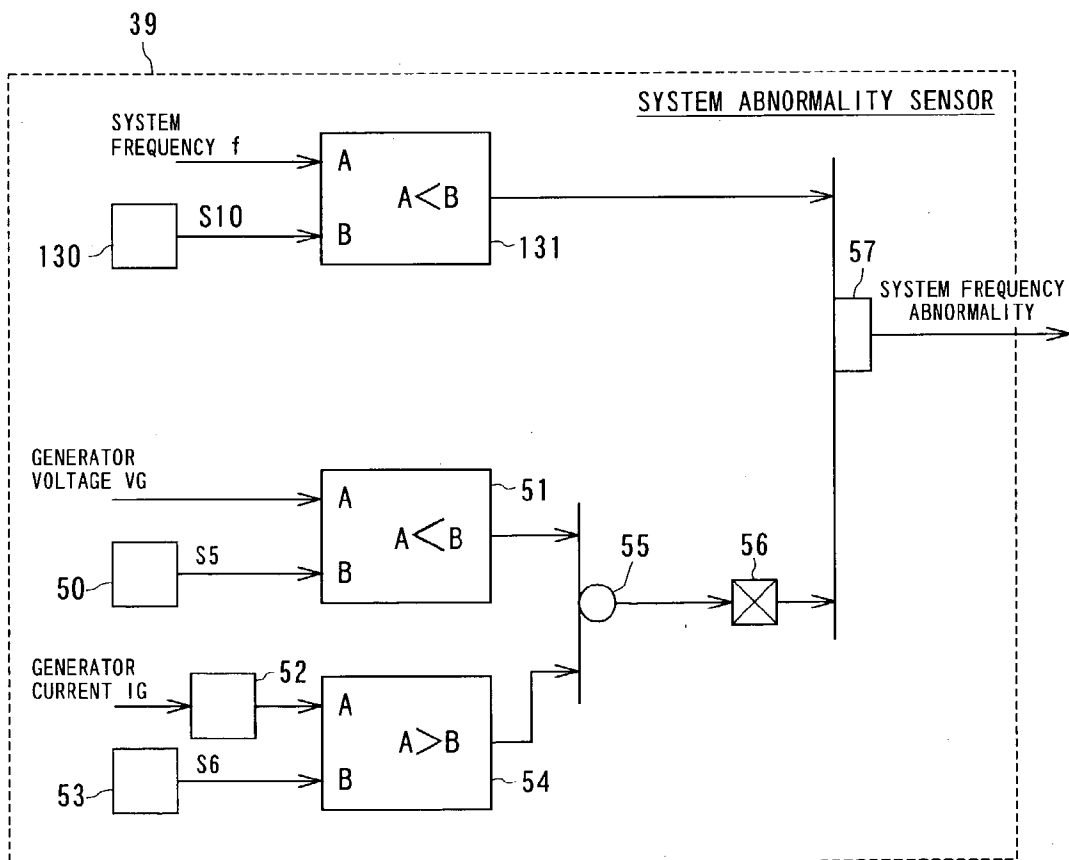 39
SYSTEM ABNORMALITY SENSOR
SYSTEM
FREQUENCY f
A
A<B
S10
B
130
131
57
SYSTEM FREQUENCY
ABNORMALITY
GENERATOR
VOLTAGE VG
A
51
A<B
S5
B
50
55
56
GENERATOR
CURRENT IG
52
A
A>B
S6
B
53
54